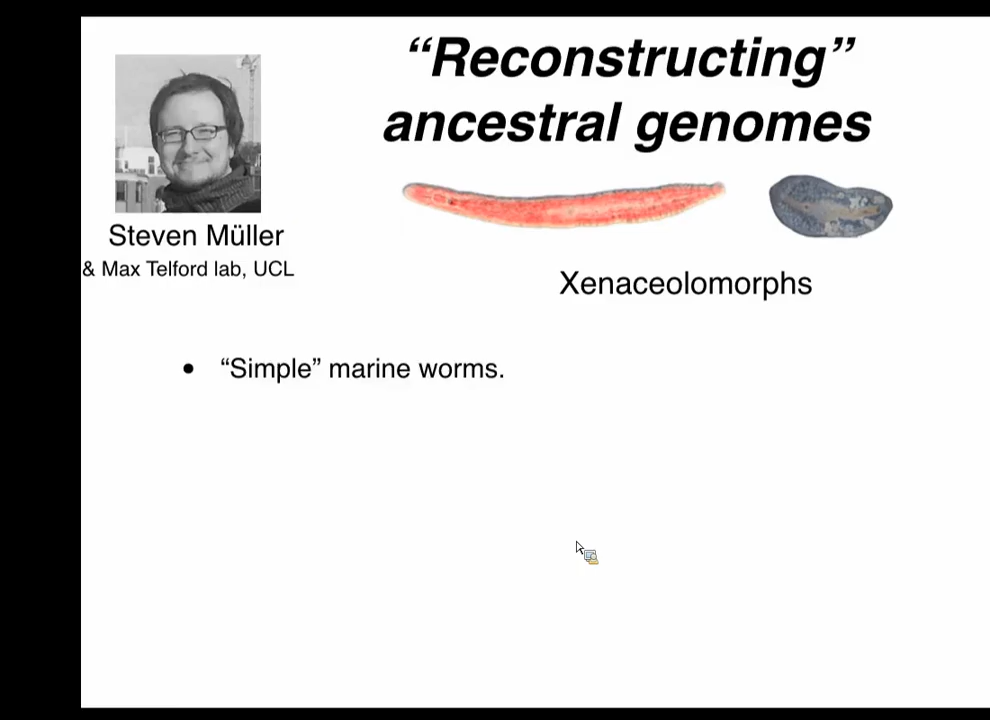 “Reconstructing”
ancestral genomes
Steven Müller
& Max Telford lab, UCL
Xenaceolomorphs
• “Simple” marine worms.